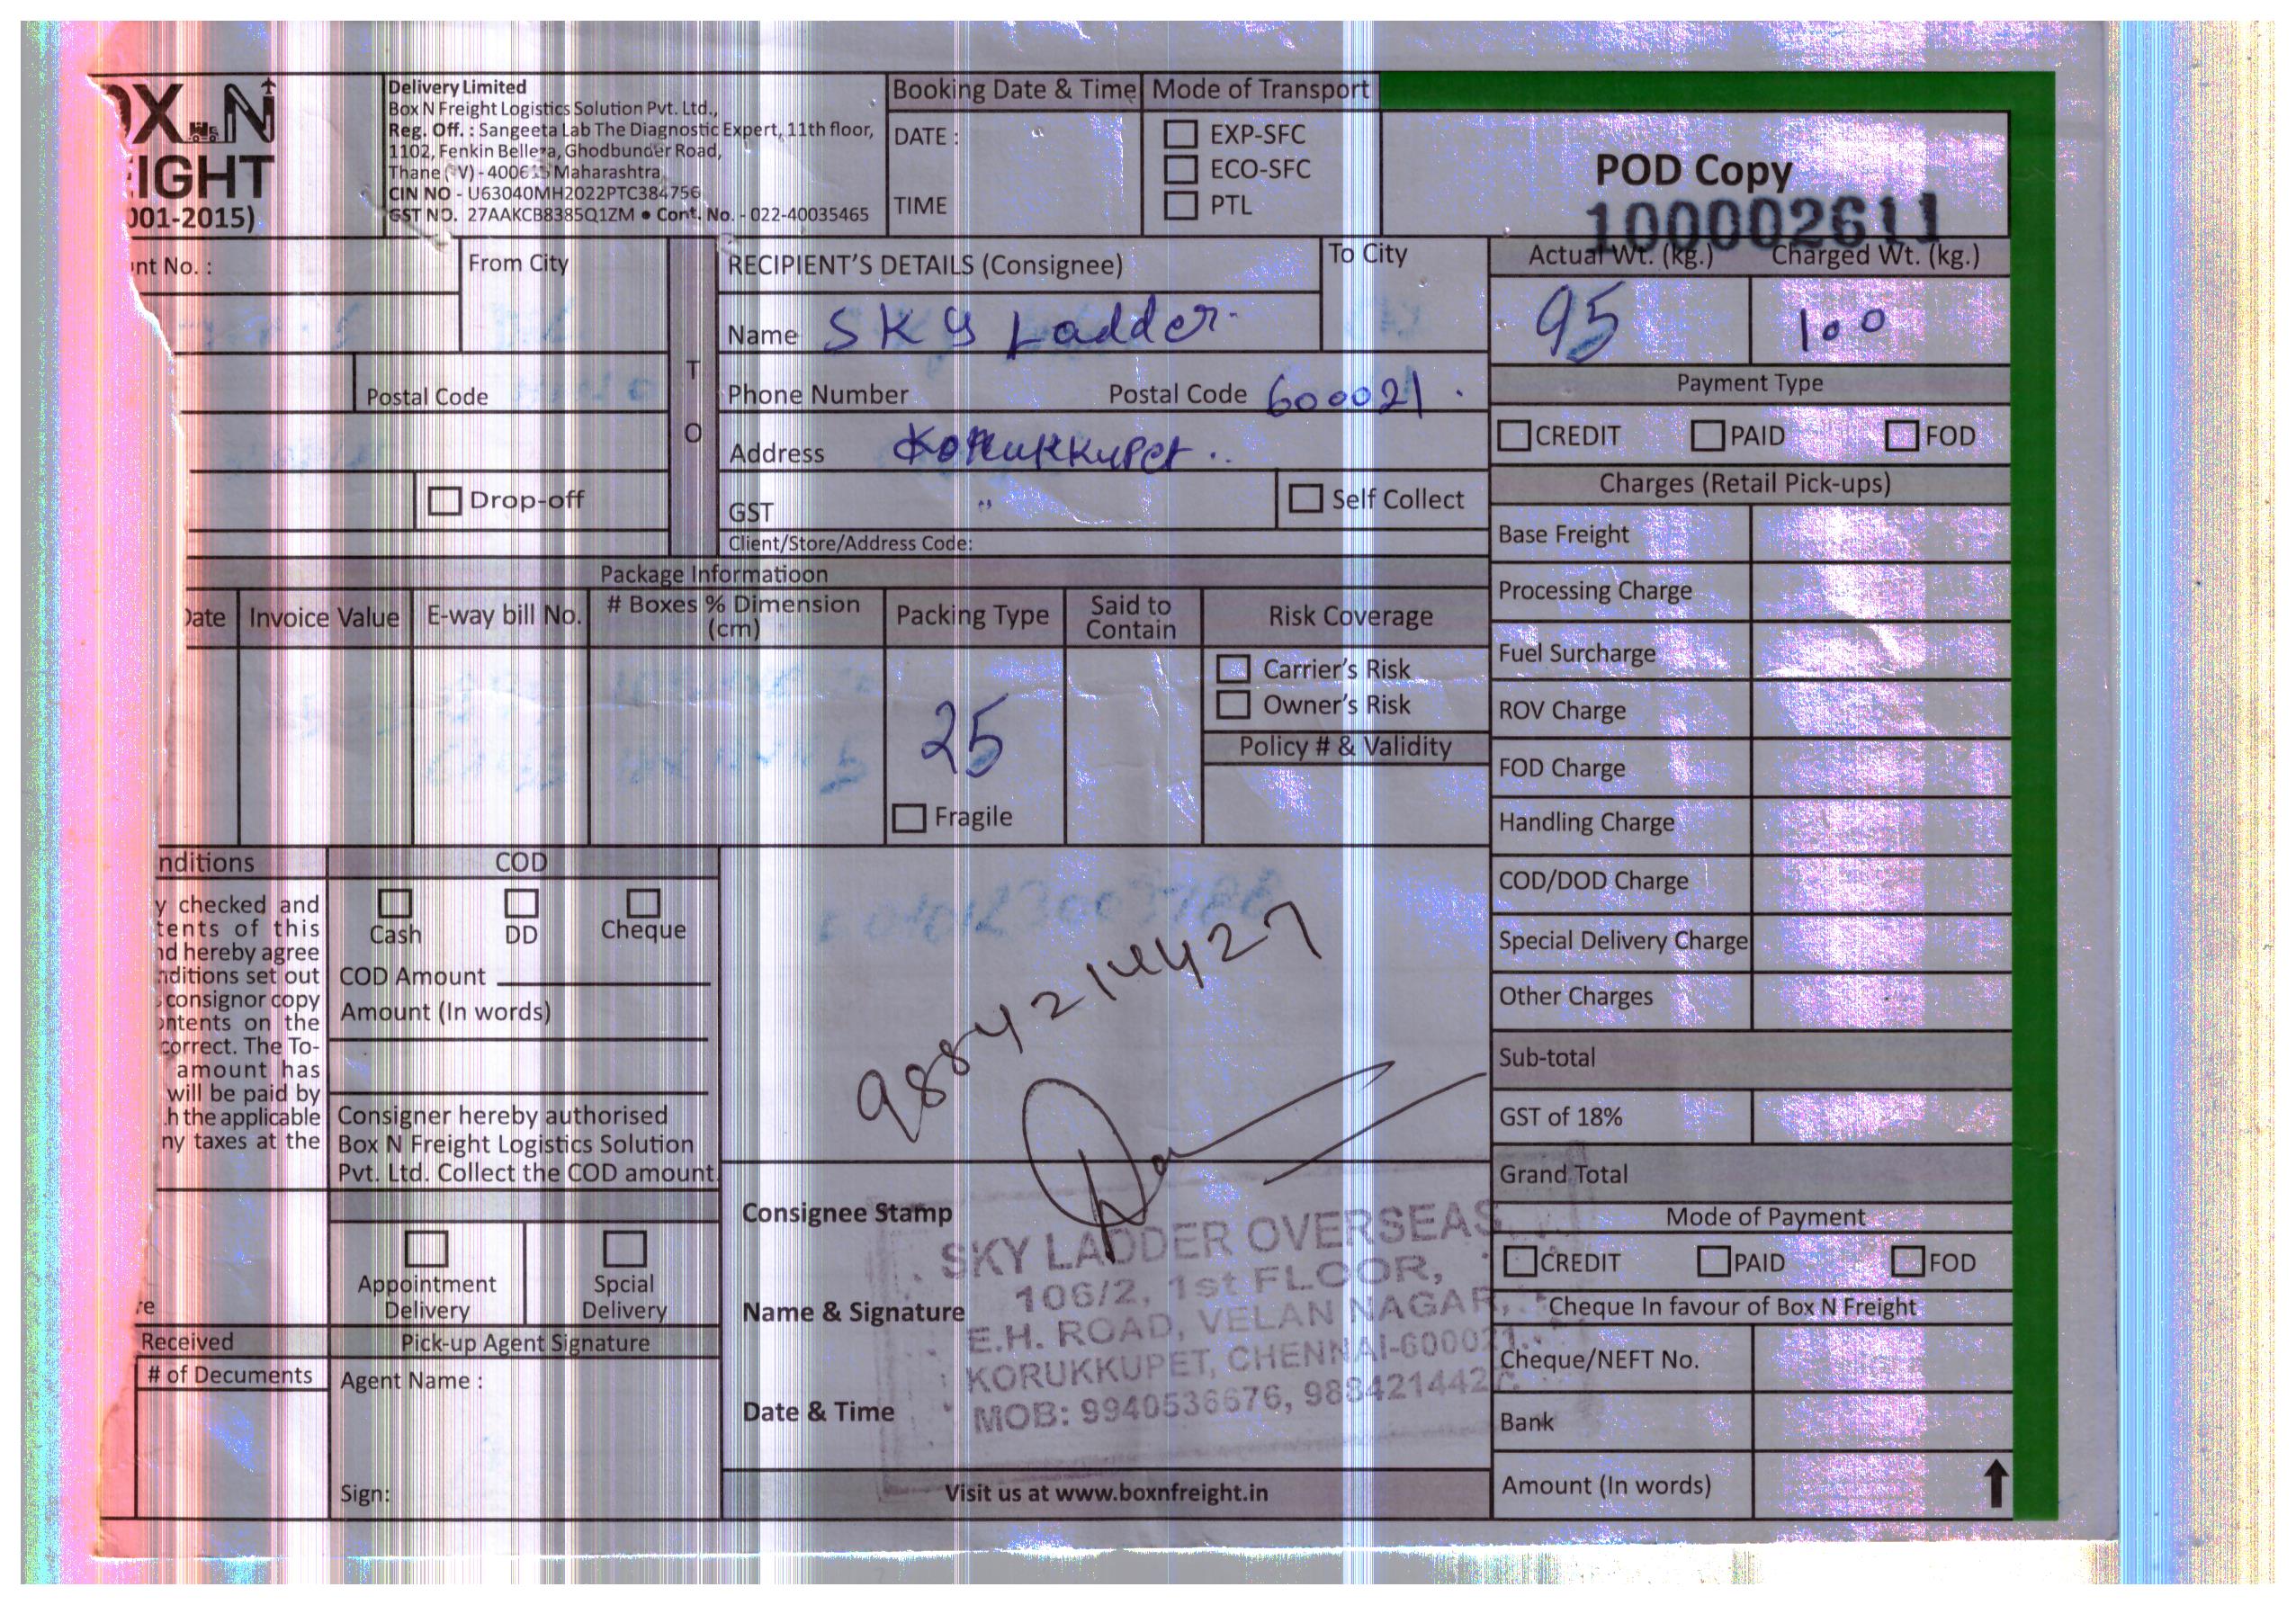 OX N
FREIGHT
001-2015)
Delivery Limited
Box N Freight Logistics Solution Pvt. Ltd.,
Reg. Off. : Sangeeta Lab The Diagnostic Expert, 11th floor,
1102, Fenkin Belleza, Ghodbunder Road,
Thane (W) - 400615 Maharashtra
CIN NO - U63040MH2022PTC384756
GST NO. 27AAKCB8385Q1ZM • Cont. No. - 022-40035465
Booking Date & Time
DATE :
TIME
Mode of Transport
EXP-SFC
ECO-SFC
PTL
POD Copy
100002611
nt No. :
From City
Postal Code
Drop-off
T
O
RECIPIENT'S DETAILS (Consignee)
To City
Name SKY Ladder
Phone Number Postal Code 600021
Address Korukkupet
GST "
Self Collect
Client/Store/Address Code:
Actual Wt. (kg.) Charged Wt. (kg.)
95 100
Payment Type
CREDIT PAID FOD
Charges (Retail Pick-ups)
Base Freight
Processing Charge
Fuel Surcharge
ROV Charge
FOD Charge
Handling Charge
COD/DOD Charge
Special Delivery Charge
Other Charges
Sub-total
GST of 18%
Grand Total
Mode of Payment
CREDIT PAID FOD
Cheque In favour of Box N Freight
Cheque/NEFT No.
Bank
Amount (In words)
Package Informatioon
Date Invoice Value E-way bill No. # Boxes % Dimension (cm) Packing Type Said to Contain Risk Coverage
25
Fragile
Carrier's Risk
Owner's Risk
Policy # & Validity
nditions
y checked and
tents of this
nd hereby agree
nditions set out
consignor copy
ontents on the
correct. The To-
amount has
will be paid by
h the applicable
ny taxes at the
re
Received
# of Documents
COD
Cash DD Cheque
COD Amount
Amount (In words)
Consigner hereby authorised
Box N Freight Logistics Solution
Pvt. Ltd. Collect the COD amount
Appointment Delivery
Spcial Delivery
Pick-up Agent Signature
Agent Name :
Sign:
9884214427
Consignee Stamp
Name & Signature
Date & Time
SKY LADDER OVERSEAS
106/2, 1st FLOOR,
E.H. ROAD, VELAN NAGAR,
KORUKKUPET, CHENNAI-600021.
MOB: 9940536676, 9884214427
Visit us at www.boxnfreight.in